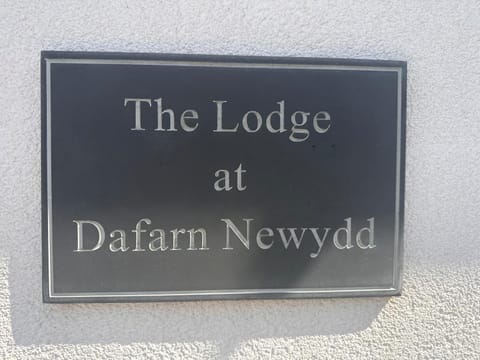 The Lodge
at
Dafarn Newydd